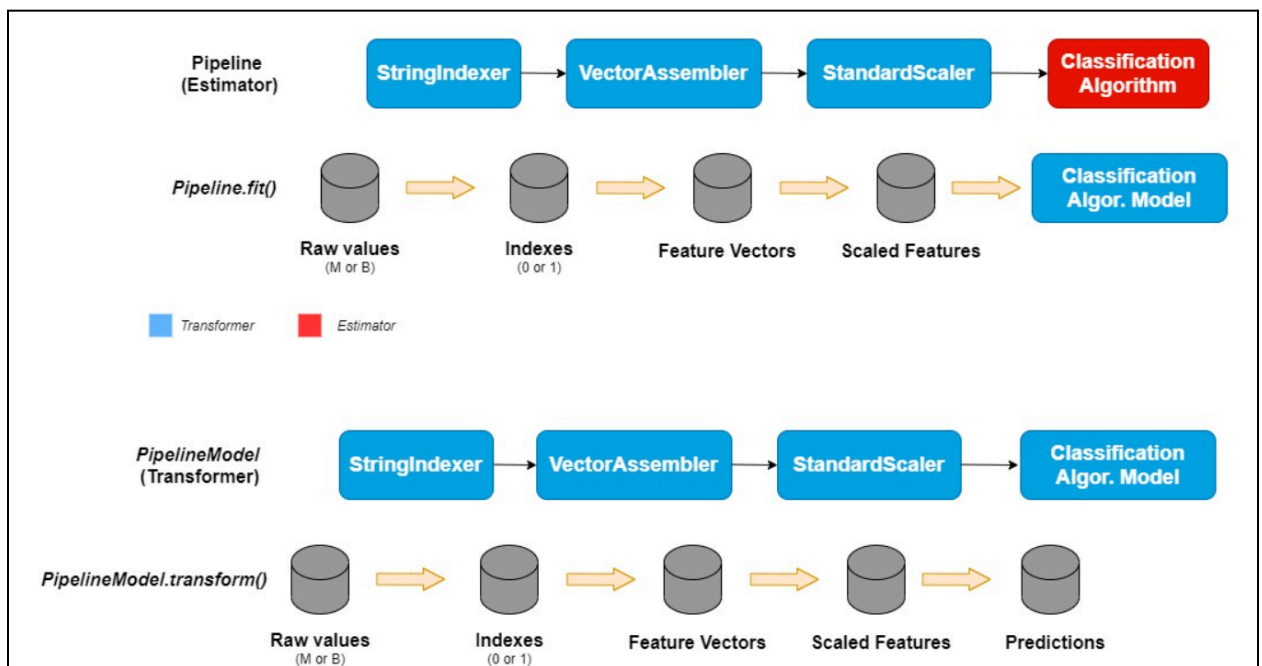 Pipeline
(Estimator)
StringIndexer
VectorAssembler
StandardScaler
Classification
Algorithm
Pipeline.fit()
Classification
Algor. Model
Raw values
(M or B)
Indexes
(0 or 1)
Feature Vectors
Scaled Features
Transformer
Estimator
PipelineModel
(Transformer)
StringIndexer
VectorAssembler
StandardScaler
Classification
Algor. Model
PipelineModel.transform()
Raw values
(M or B)
Indexes
(0 or 1)
Feature Vectors
Scaled Features
Predictions